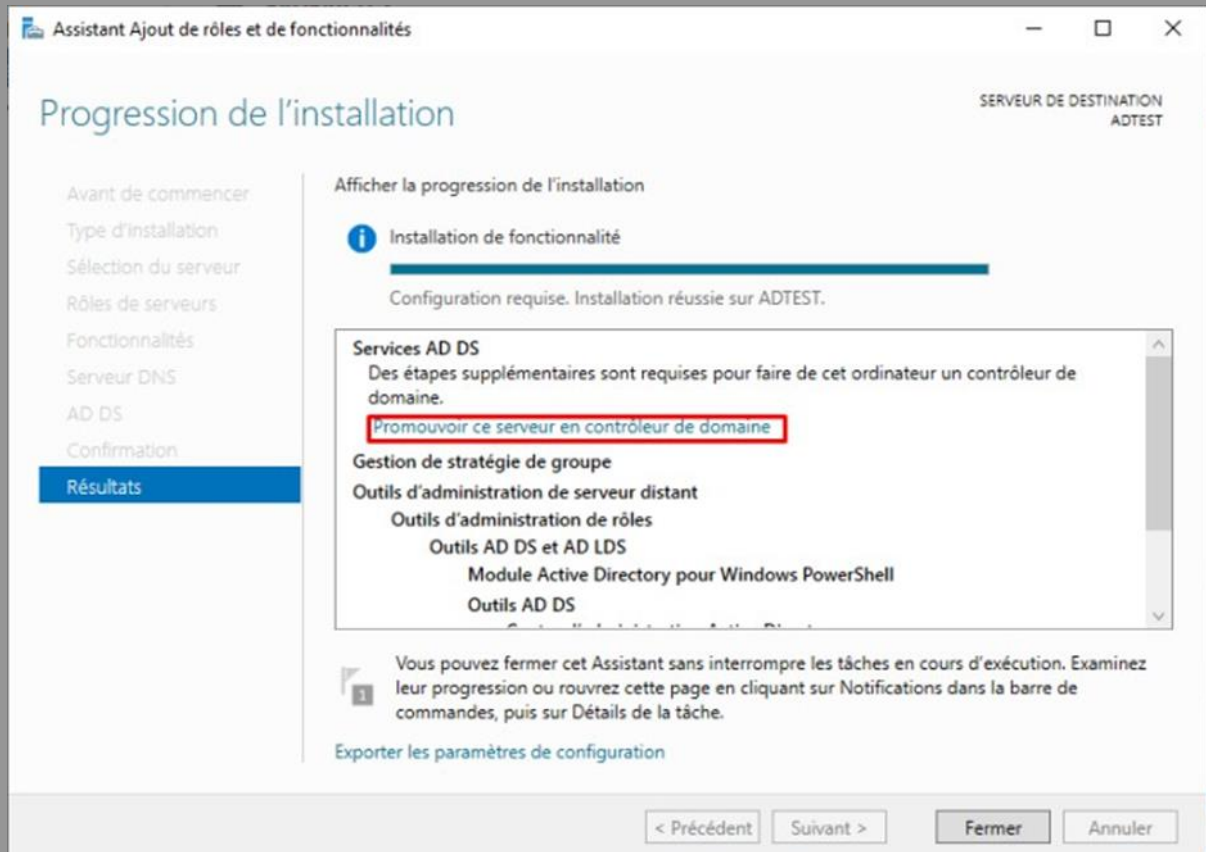 Assistant Ajout de rôles et de fonctionnalités
Progression de l'installation
SERVEUR DE DESTINATION
ADTEST
Avant de commencer
Type d'installation
Sélection du serveur
Rôles de serveurs
Fonctionnalités
Serveur DNS
AD DS
Confirmation
Résultats
Afficher la progression de l'installation
Installation de fonctionnalité
Configuration requise. Installation réussie sur ADTEST.
Services AD DS
Des étapes supplémentaires sont requises pour faire de cet ordinateur un contrôleur de
domaine.
Promouvoir ce serveur en contrôleur de domaine
Gestion de stratégie de groupe
Outils d'administration de serveur distant
Outils d'administration de rôles
Outils AD DS et AD LDS
Module Active Directory pour Windows PowerShell
Outils AD DS
1
Vous pouvez fermer cet Assistant sans interrompre les tâches en cours d'exécution. Examinez
leur progression ou rouvrez cette page en cliquant sur Notifications dans la barre de
commandes, puis sur Détails de la tâche.
Exporter les paramètres de configuration
< Précédent
Suivant >
Fermer
Annuler